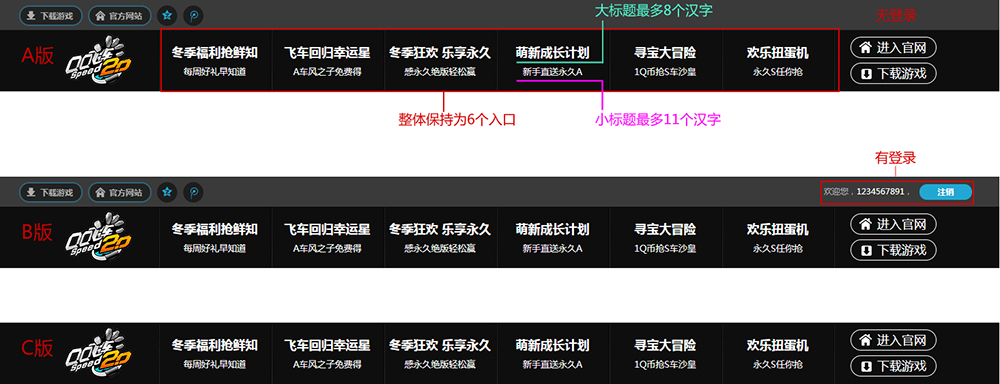 大标题最多8个汉字
下载游戏 官方网站 无登录
A版 QQ飞车 Speed 2.0 冬季福利抢鲜知 飞车回归幸运星 冬季狂欢 乐享永久 萌新成长计划 寻宝大冒险 欢乐扭蛋机 进入官网
每周好礼早知道 A车风之子免费得 感永久绝版轻松赢 新手直送永久A 1Q币抢S车沙皇 永久S任你抢 下载游戏
整体保持为6个入口 小标题最多11个汉字
有登录
下载游戏 官方网站 欢迎您，1234567891， 注销
B版 QQ飞车 Speed 2.0 冬季福利抢鲜知 飞车回归幸运星 冬季狂欢 乐享永久 萌新成长计划 寻宝大冒险 欢乐扭蛋机 进入官网
每周好礼早知道 A车风之子免费得 感永久绝版轻松赢 新手直送永久A 1Q币抢S车沙皇 永久S任你抢 下载游戏
C版 QQ飞车 Speed 2.0 冬季福利抢鲜知 飞车回归幸运星 冬季狂欢 乐享永久 萌新成长计划 寻宝大冒险 欢乐扭蛋机 进入官网
每周好礼早知道 A车风之子免费得 感永久绝版轻松赢 新手直送永久A 1Q币抢S车沙皇 永久S任你抢 下载游戏